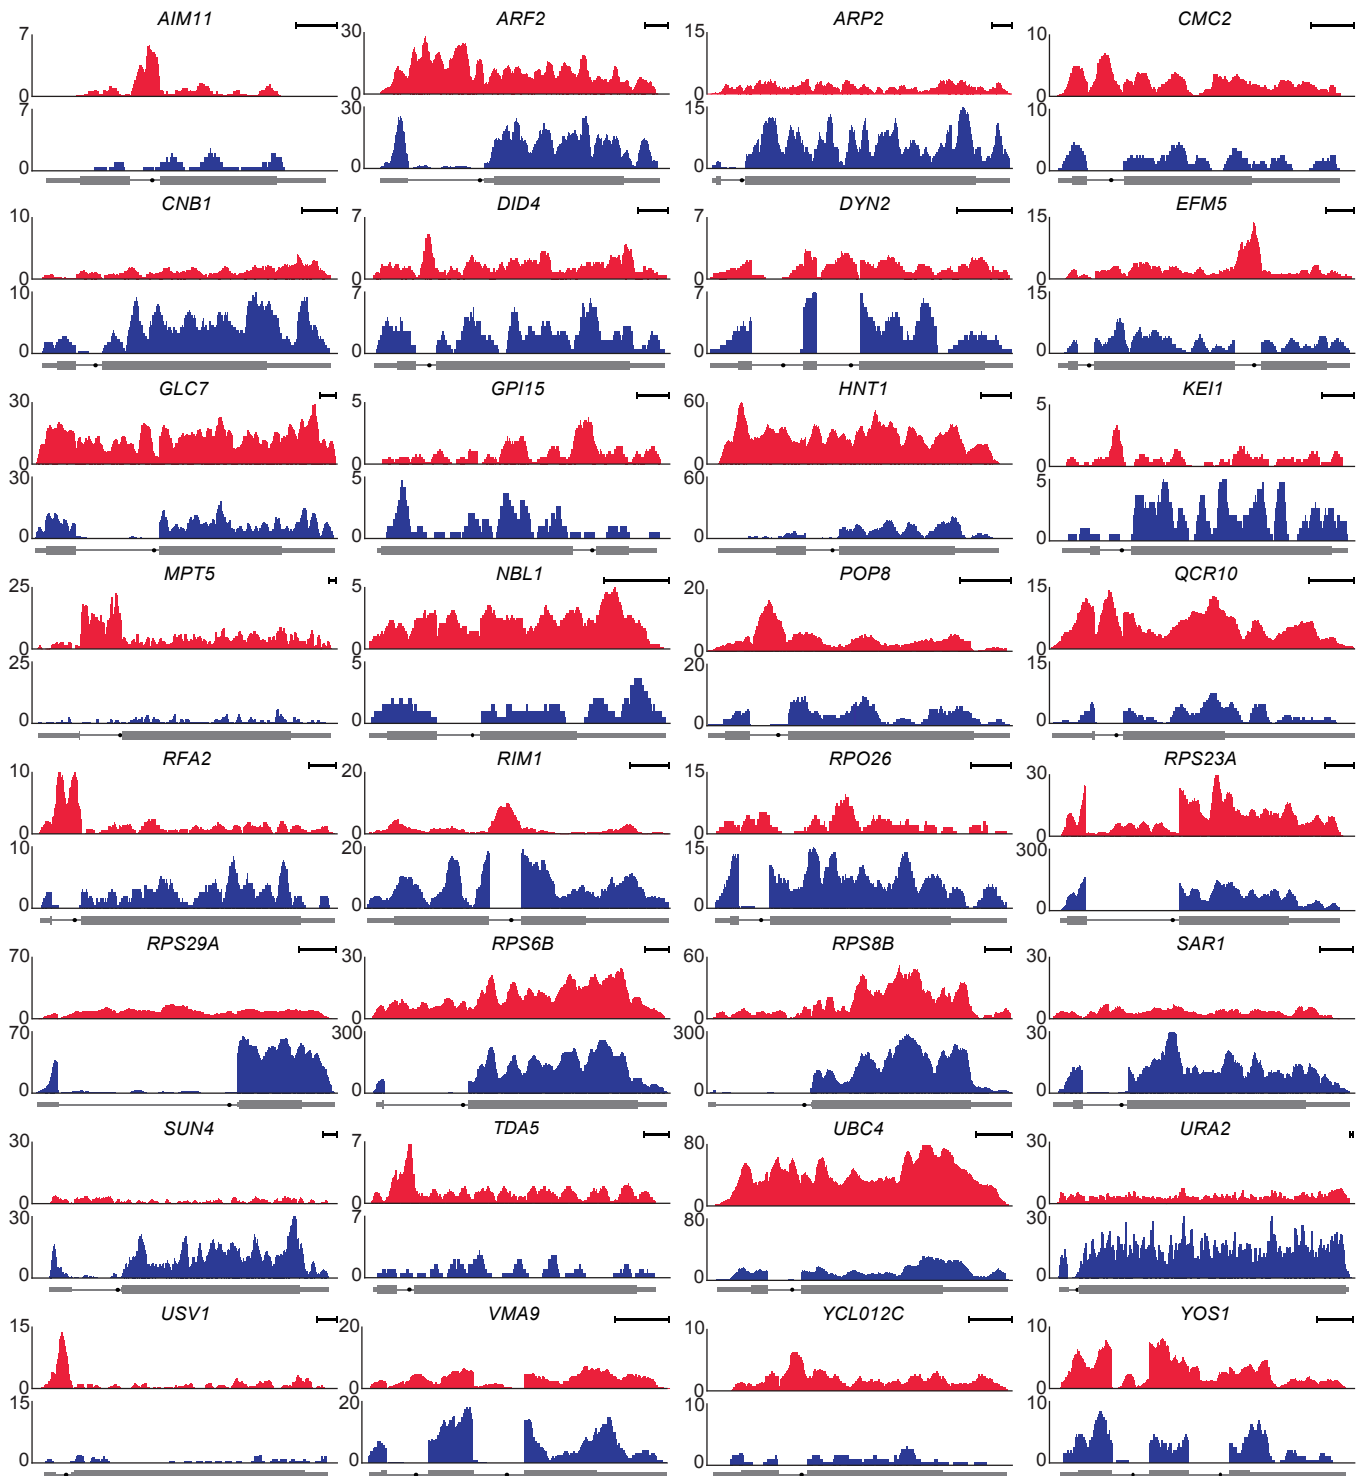 AIM11 ARF2 ARP2 CMC2
7 30 15 10
0 0 0 0
7 30 15 10
0 0 0 0
CNB1 DID4 DYN2 EFM5
10 7 7 15
0 0 0 0
10 7 7 15
0 0 0 0
GLC7 GPI15 HNT1 KEI1
30 5 60 5
0 0 0 0
30 5 60 5
0 0 0 0
MPT5 NBL1 POP8 QCR10
25 5 20 15
0 0 0 0
25 5 20 15
0 0 0 0
RFA2 RIM1 RPO26 RPS23A
10 20 15 30
0 0 0 0
10 20 15 300
0 0 0 0
RPS29A RPS6B RPS8B SAR1
70 30 60 30
0 0 0 0
70 300 300 30
0 0 0 0
SUN4 TDA5 UBC4 URA2
30 7 80 30
0 0 0 0
30 7 80 30
0 0 0 0
USV1 VMA9 YCL012C YOS1
15 20 10 10
0 0 0 0
15 20 10 10
0 0 0 0